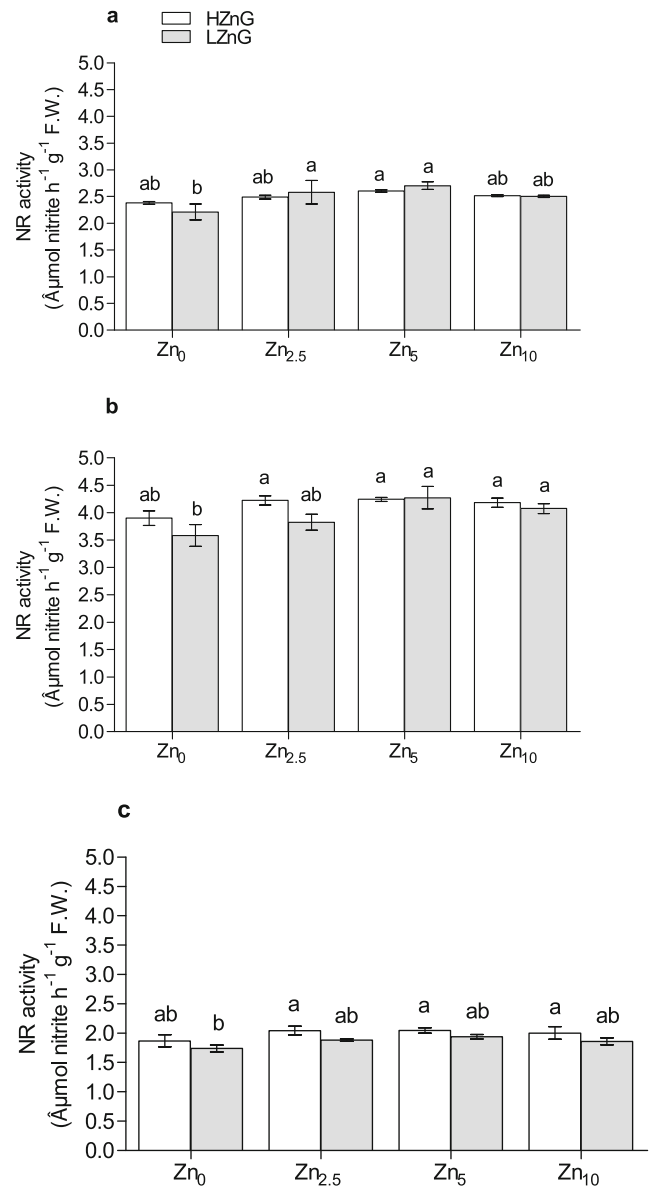 a
HZnG
LZnG
NR activity
(Âµmol nitrite h⁻¹ g⁻¹ F.W.)
5.0
4.5
4.0
3.5
3.0
2.5
2.0
1.5
1.0
0.5
0.0
ab b ab a a a ab ab
Zn₀ Zn₂.₅ Zn₅ Zn₁₀
b
NR activity
(Âµmol nitrite h⁻¹ g⁻¹ F.W.)
5.0
4.5
4.0
3.5
3.0
2.5
2.0
1.5
1.0
0.5
0.0
ab b a ab a a a a
Zn₀ Zn₂.₅ Zn₅ Zn₁₀
c
NR activity
(Âµmol nitrite h⁻¹ g⁻¹ F.W.)
5.0
4.5
4.0
3.5
3.0
2.5
2.0
1.5
1.0
0.5
0.0
ab b a ab a ab a ab
Zn₀ Zn₂.₅ Zn₅ Zn₁₀